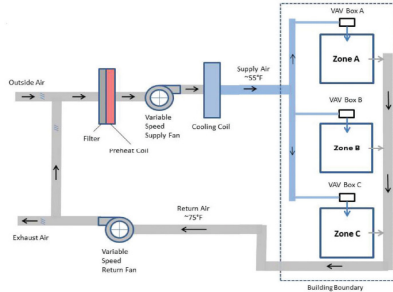 VAV Box A
Zone A
Outside Air
Supply Air
~55°F
Filter
Preheat Coil
Variable
Speed
Supply Fan
Cooling Coil
VAV Box B
Zone B
VAV Box C
Zone C
Return Air
~75°F
Exhaust Air
Variable
Speed
Return Fan
Building Boundary